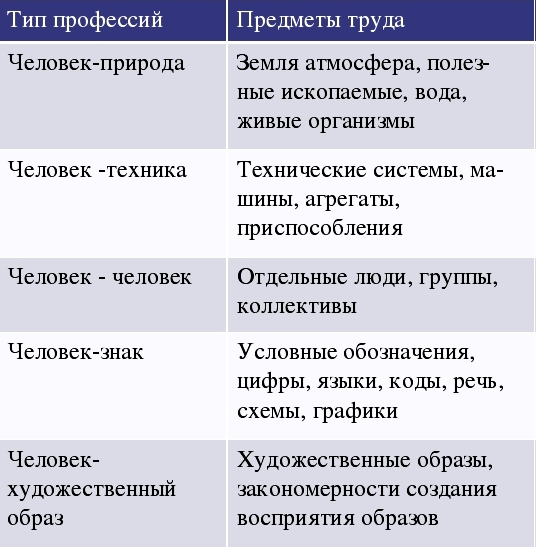 Тип профессий
Предметы труда
Человек-природа
Земля атмосфера, полез-
ные ископаемые, вода,
живые организмы
Человек -техника
Технические системы, ма-
шины, агрегаты,
приспособления
Человек - человек
Отдельные люди, группы,
коллективы
Человек-знак
Условные обозначения,
цифры, языки, коды, речь,
схемы, графики
Человек-
художественный
образ
Художественные образы,
закономерности создания
восприятия образов